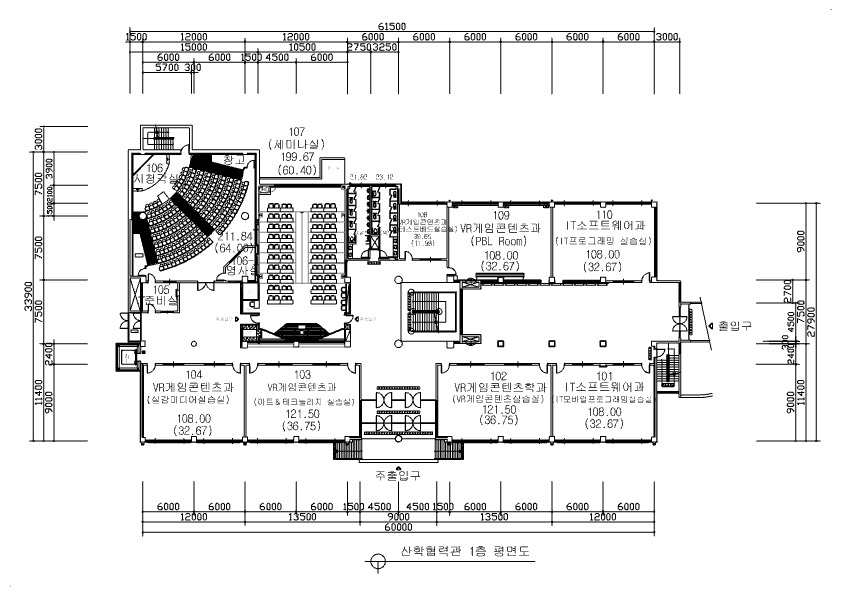 61500
1500 12000 6000 6000 6000 6000 6000 6000 3000
15000 10500 2750 3250
6000 6000 1500 4500 6000
5700 300
33900
3000
7500 3900
7500
7500
2400
11400 9000
107
(세미나실)
199.67
(60.40)
106
시청각실
창고
211.84
(64.00)
영사실
105
준비실
109
VR게임콘텐츠과
(PBL Room)
108.00
(32.67)
110
IT소프트웨어과
(IT프로그래밍 실습실)
108.00
(32.67)
108
VR게임콘텐츠과
39.65
104
VR게임콘텐츠과
(실감미디어실습실)
108.00
(32.67)
103
VR게임콘텐츠과
(아트&테크놀러지 실습실)
121.50
(36.75)
102
VR게임콘텐츠학과
(VR게임콘텐츠실습실)
121.50
(36.75)
101
IT소프트웨어과
(IT모바일프로그래밍실습실)
108.00
(32.67)
출입구
주출입구
9000
2700
7500 4500
300
2400
11400 9000
27900
6000 6000 6000 6000 1500 4500 4500 1500 6000 6000 6000 6000
12000 13500 9000 13500 12000
60000
산학협력관 1층 평면도